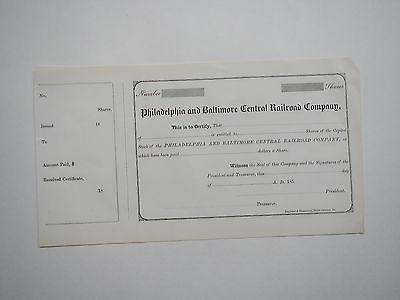 No.
Shares.
Issued 18
To
Amount Paid, $
Received Certificate,
18
Number Shares
Philadelphia and Baltimore Central Railroad Company.
This is to Certify, That
of is entitled to Shares of the Capital
Stock of the PHILADELPHIA AND BALTIMORE CENTRAL RAILROAD COMPANY, on
which have been paid dollars a Share.
Witness the Seal of this Company and the Signatures of the
President and Treasurer, this day
of A. D. 185
President.
Treasurer.